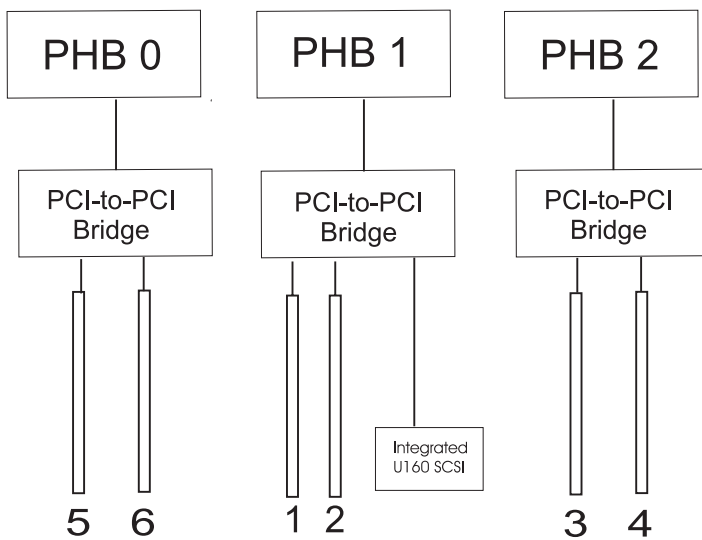 PHB 0
PHB 1
PHB 2
PCI-to-PCI
Bridge
PCI-to-PCI
Bridge
PCI-to-PCI
Bridge
Integrated
U160 SCSI
5
6
1
2
3
4